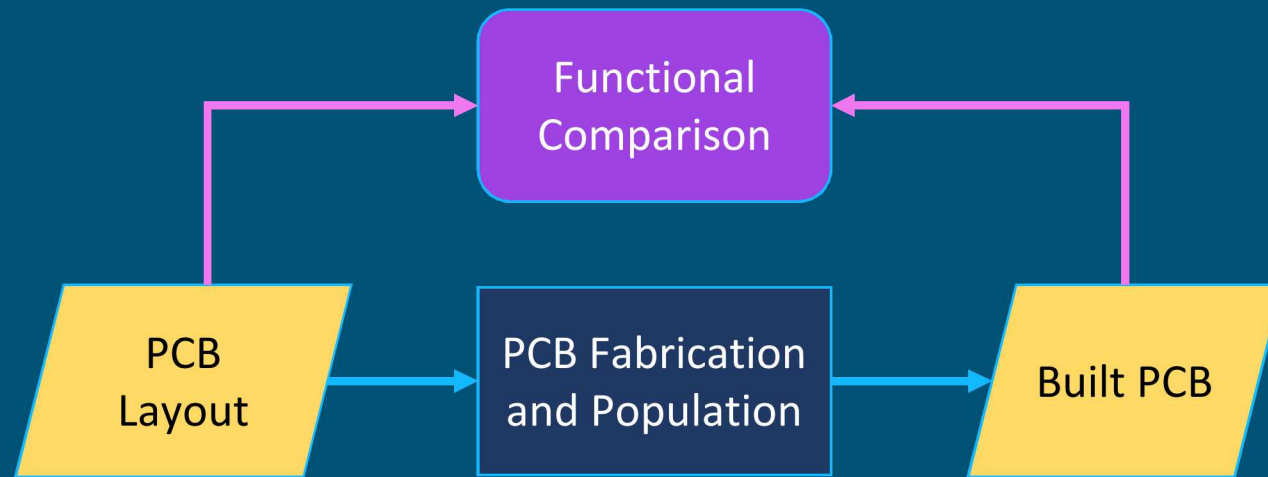 Functional
Comparison
PCB
Layout
PCB Fabrication
and Population
Built PCB